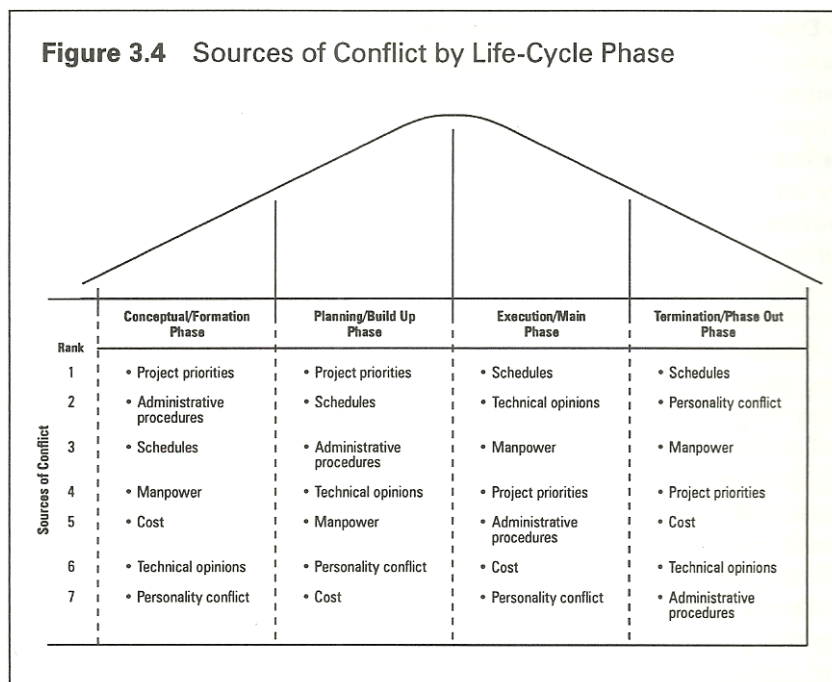 Figure 3.4 Sources of Conflict by Life-Cycle Phase
Conceptual/Formation Phase
Planning/Build Up Phase
Execution/Main Phase
Termination/Phase Out Phase
Rank
Sources of Conflict
1 • Project priorities • Project priorities • Schedules • Schedules
2 • Administrative procedures • Schedules • Technical opinions • Personality conflict
3 • Schedules • Administrative procedures • Manpower • Manpower
4 • Manpower • Technical opinions • Project priorities • Project priorities
5 • Cost • Manpower • Administrative procedures • Cost
6 • Technical opinions • Personality conflict • Cost • Technical opinions
7 • Personality conflict • Cost • Personality conflict • Administrative procedures